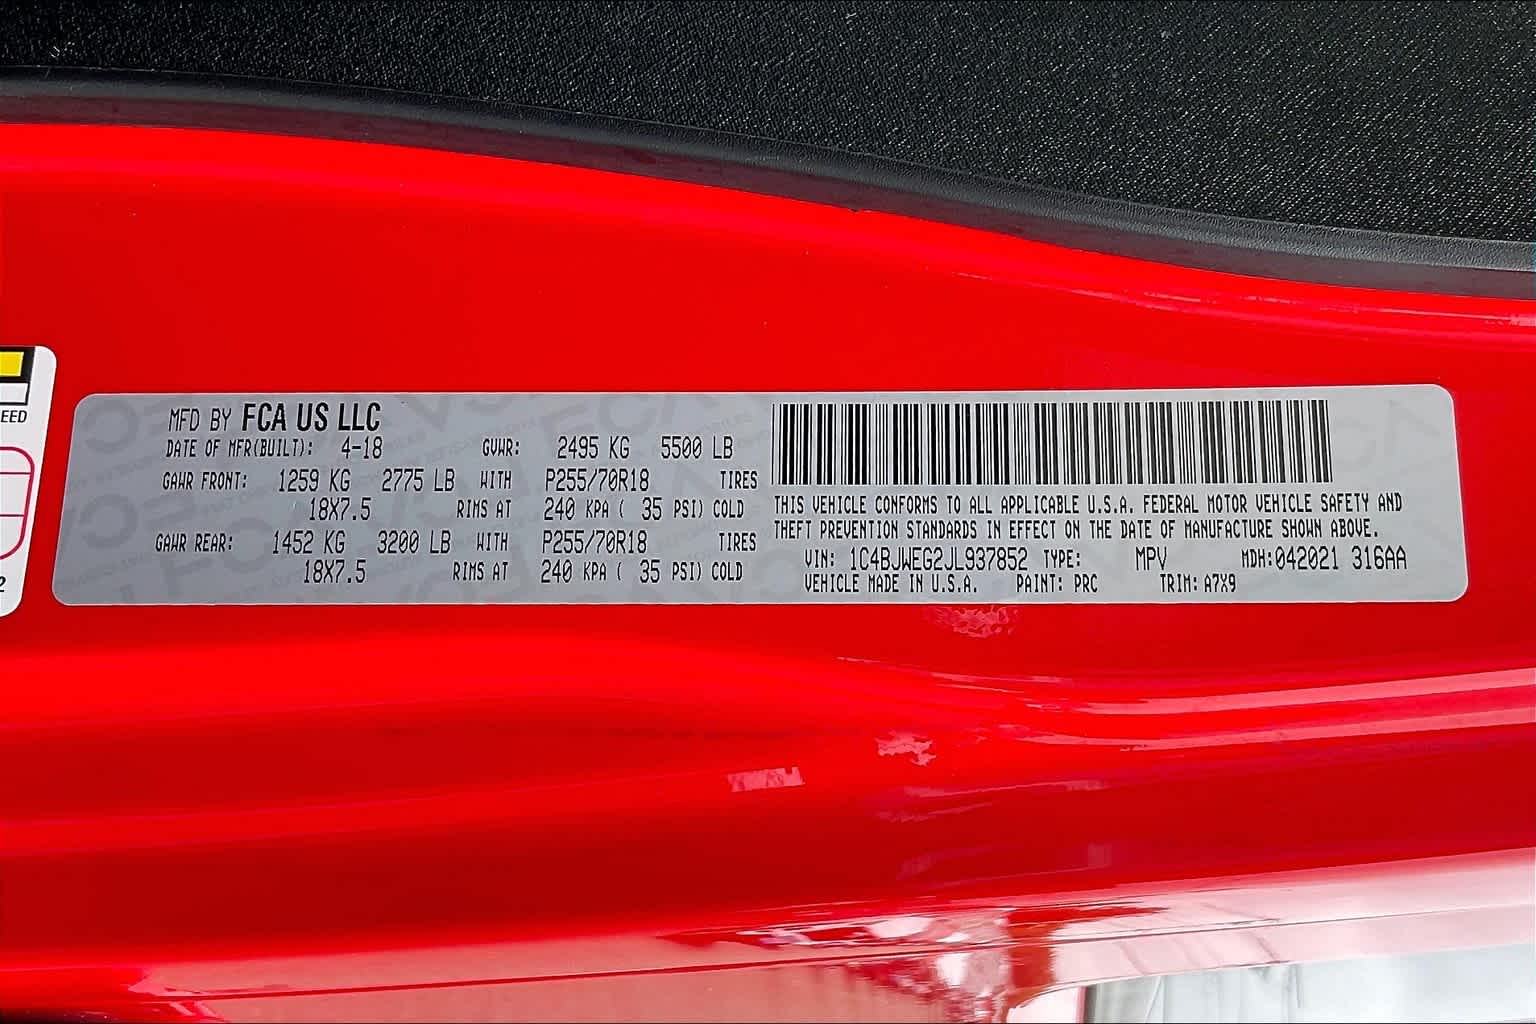 EED
2
MFD BY FCA US LLC
DATE OF MFR(BUILT): 4-18 GVWR: 2495 KG 5500 LB
GAWR FRONT: 1259 KG 2775 LB WITH P255/70R18 TIRES
18X7.5 RIMS AT 240 KPA ( 35 PSI) COLD
GAWR REAR: 1452 KG 3200 LB WITH P255/70R18 TIRES
18X7.5 RIMS AT 240 KPA ( 35 PSI) COLD
THIS VEHICLE CONFORMS TO ALL APPLICABLE U.S.A. FEDERAL MOTOR VEHICLE SAFETY AND
THEFT PREVENTION STANDARDS IN EFFECT ON THE DATE OF MANUFACTURE SHOWN ABOVE.
VIN: 1C4BJWEG2JL937852 TYPE: MPV MDH:042021 316AA
VEHICLE MADE IN U.S.A. PAINT: PRC TRIM: A7X9